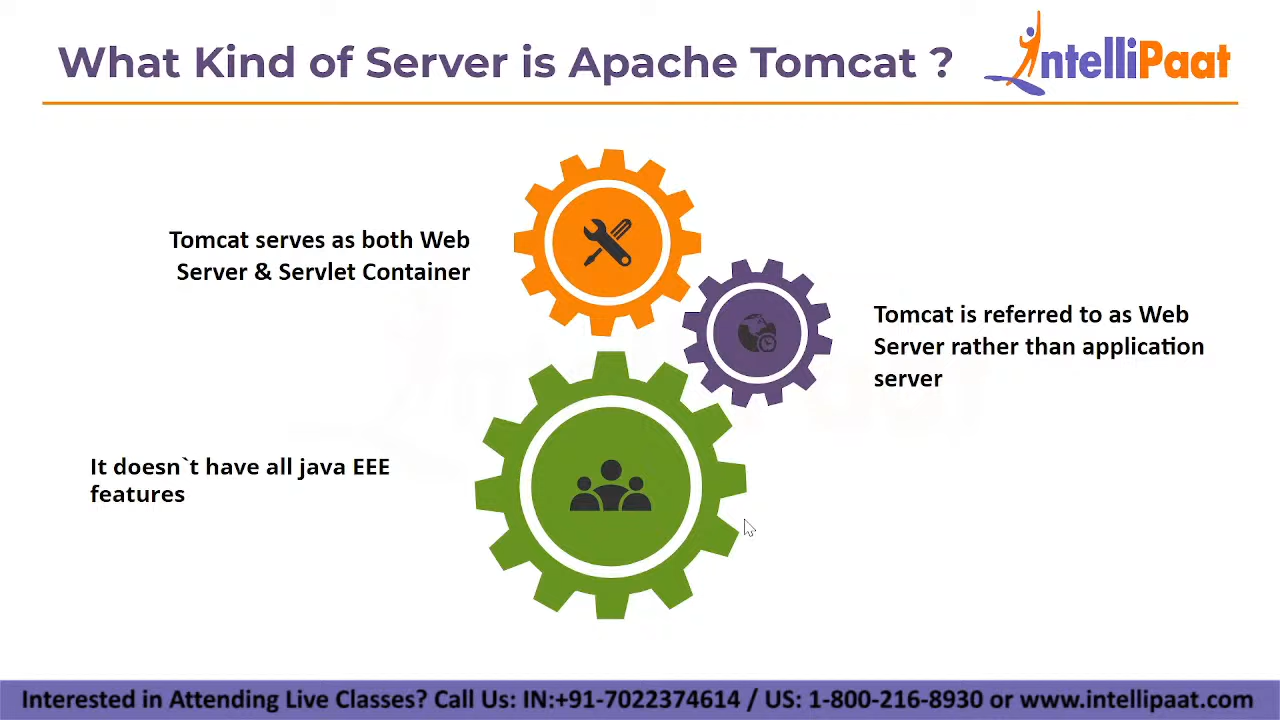 What Kind of Server is Apache Tomcat ?
IntelliPaat
Tomcat serves as both Web
Server & Servlet Container
Tomcat is referred to as Web
Server rather than application
server
It doesn`t have all java EEE
features
Interested in Attending Live Classes? Call Us: IN:+91-7022374614 / US: 1-800-216-8930 or www.intellipaat.com